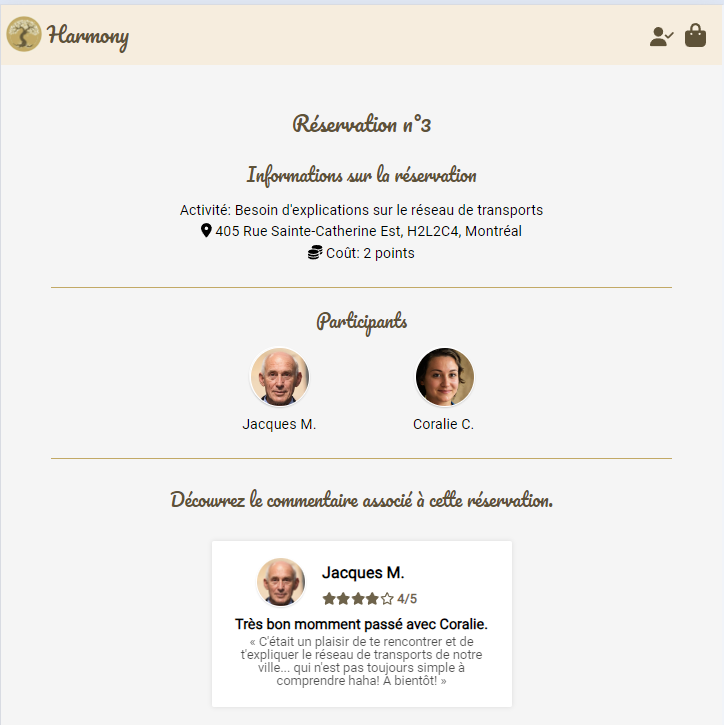 Harmony
Réservation n°3
Informations sur la réservation
Activité: Besoin d'explications sur le réseau de transports
405 Rue Sainte-Catherine Est, H2L2C4, Montréal
Coût: 2 points
Participants
Jacques M.
Coralie C.
Découvrez le commentaire associé à cette réservation.
Jacques M.
4/5
Très bon momment passé avec Coralie.
« C'était un plaisir de te rencontrer et de
t'expliquer le réseau de transports de notre
ville... qui n'est pas toujours simple à
comprendre haha! À bientôt! »